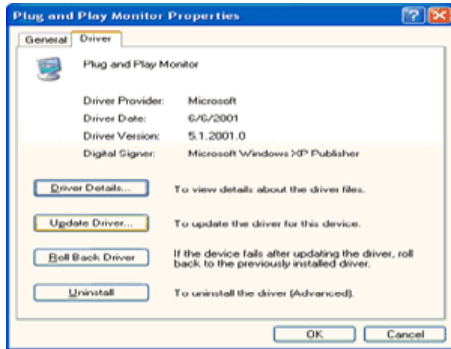 Plug and Play Monitor Properties
General Driver
Plug and Play Monitor
Driver Provider: Microsoft
Driver Date: 6/6/2001
Driver Version: 5.1.2001.0
Digital Signer: Microsoft Windows XP Publisher
Driver Details... To view details about the driver files.
Update Driver... To update the driver for this device.
Roll Back Driver If the device fails after updating the driver, roll
back to the previously installed driver.
Uninstall To uninstall the driver (Advanced).
OK Cancel